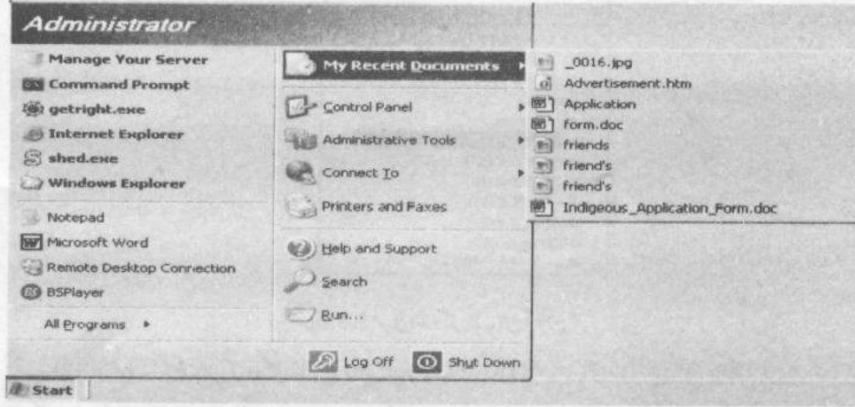 Administrator
Manage Your Server
Command Prompt
getright.exe
Internet Explorer
shed.exe
Windows Explorer
Notepad
Microsoft Word
Remote Desktop Connection
BSPlayer
All Programs
My Recent Documents
Control Panel
Administrative Tools
Connect To
Printers and Faxes
Help and Support
Search
Run...
_0016.jpg
Advertisement.htm
Application
form.doc
friends
friend's
friend's
Indigeous_Application_Form.doc
Log Off
Shut Down
Start